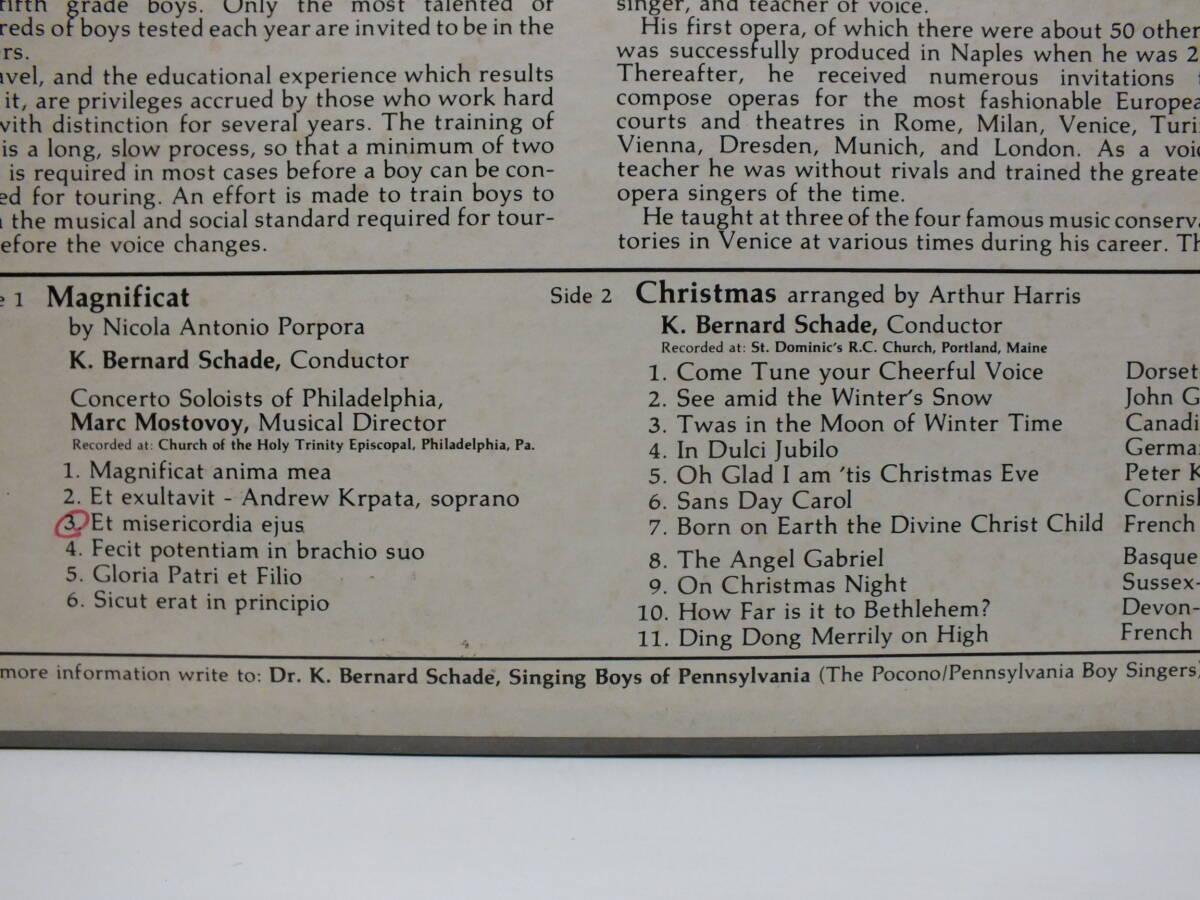 fifth grade boys. Only the most talented of
reds of boys tested each year are invited to be in the
rs.
avel, and the educational experience which results
it, are privileges accrued by those who work hard
with distinction for several years. The training of
is a long, slow process, so that a minimum of two
is required in most cases before a boy can be con-
ed for touring. An effort is made to train boys to
the musical and social standard required for tour-
efore the voice changes.
singer, and teacher of voice.
His first opera, of which there were about 50 other
was successfully produced in Naples when he was 2
Thereafter, he received numerous invitations t
compose operas for the most fashionable Europea
courts and theatres in Rome, Milan, Venice, Turi
Vienna, Dresden, Munich, and London. As a voic
teacher he was without rivals and trained the greate
opera singers of the time.
He taught at three of the four famous music conserva
tories in Venice at various times during his career. Th
e 1 Magnificat
by Nicola Antonio Porpora
K. Bernard Schade, Conductor
Concerto Soloists of Philadelphia,
Marc Mostovoy, Musical Director
Recorded at: Church of the Holy Trinity Episcopal, Philadelphia, Pa.
1. Magnificat anima mea
2. Et exultavit - Andrew Krpata, soprano
3. Et misericordia ejus
4. Fecit potentiam in brachio suo
5. Gloria Patri et Filio
6. Sicut erat in principio
Side 2 Christmas arranged by Arthur Harris
K. Bernard Schade, Conductor
Recorded at: St. Dominic's R.C. Church, Portland, Maine
1. Come Tune your Cheerful Voice Dorset
2. See amid the Winter's Snow John G
3. Twas in the Moon of Winter Time Canadi
4. In Dulci Jubilo Germa
5. Oh Glad I am 'tis Christmas Eve Peter K
6. Sans Day Carol Cornish
7. Born on Earth the Divine Christ Child French
8. The Angel Gabriel Basque
9. On Christmas Night Sussex-
10. How Far is it to Bethlehem? Devon-
11. Ding Dong Merrily on High French
more information write to: Dr. K. Bernard Schade, Singing Boys of Pennsylvania (The Pocono/Pennsylvania Boy Singers)